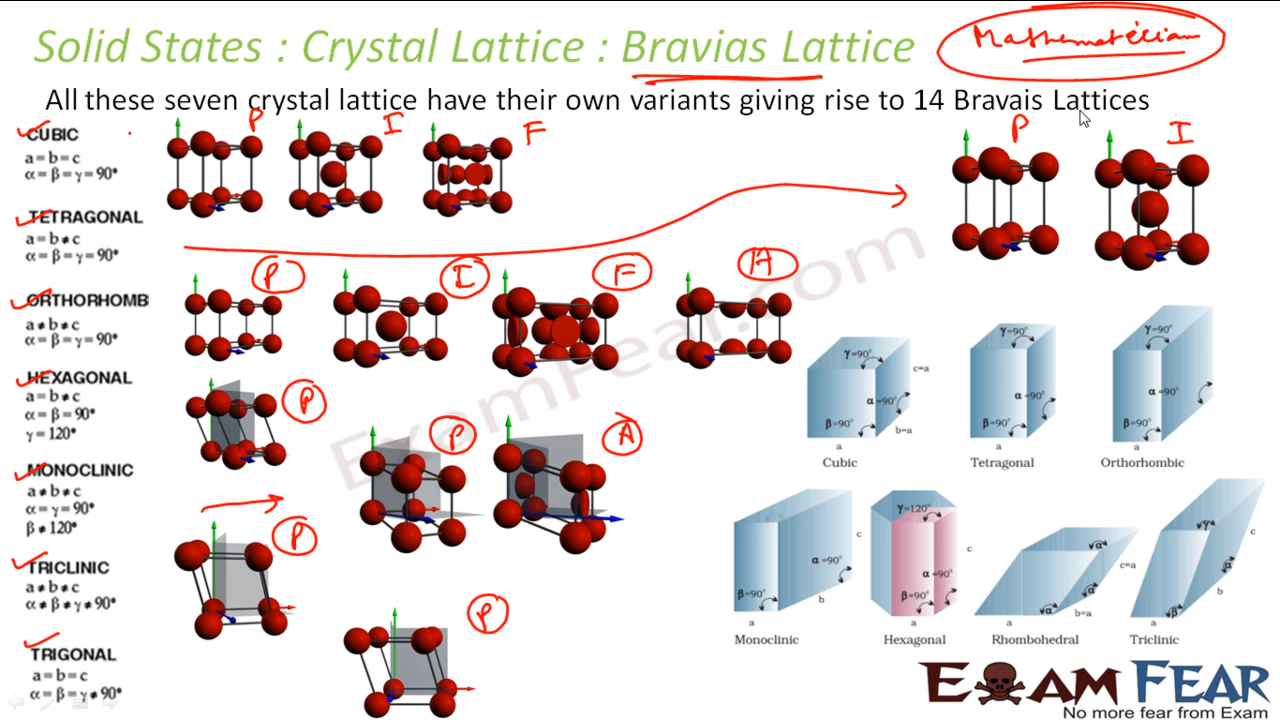 Solid States : Crystal Lattice : Bravias Lattice
Mathematician
All these seven crystal lattice have their own variants giving rise to 14 Bravais Lattices
CUBIC
a = b = c
α = β = γ = 90°
P
I
F
P
I
TETRAGONAL
a = b ≠ c
α = β = γ = 90°
ORTHORHOMB
a ≠ b ≠ c
α = β = γ = 90°
P
I
F
A
HEXAGONAL
a = b ≠ c
α = β = 90°
γ = 120°
P
MONOCLINIC
a ≠ b ≠ c
α = γ = 90°
β ≠ 120°
P
A
TRICLINIC
a ≠ b ≠ c
α ≠ β ≠ γ ≠ 90°
P
TRIGONAL
a = b = c
α = β = γ ≠ 90°
P
ExamFear.com
γ=90°
c=a
α=90°
β=90°
b=a
a
Cubic
γ=90°
α=90°
β=90°
a
Tetragonal
γ=90°
α=90°
β=90°
a
Orthorhombic
c
α=90°
β=90°
b
a
Monoclinic
γ=120°
c
α=90°
β=90°
a
Hexagonal
α
c=a
α
α
b=a
a
Rhombohedral
γ
c
α
b
β
a
Triclinic
EXAM FEAR
No more fear from Exam